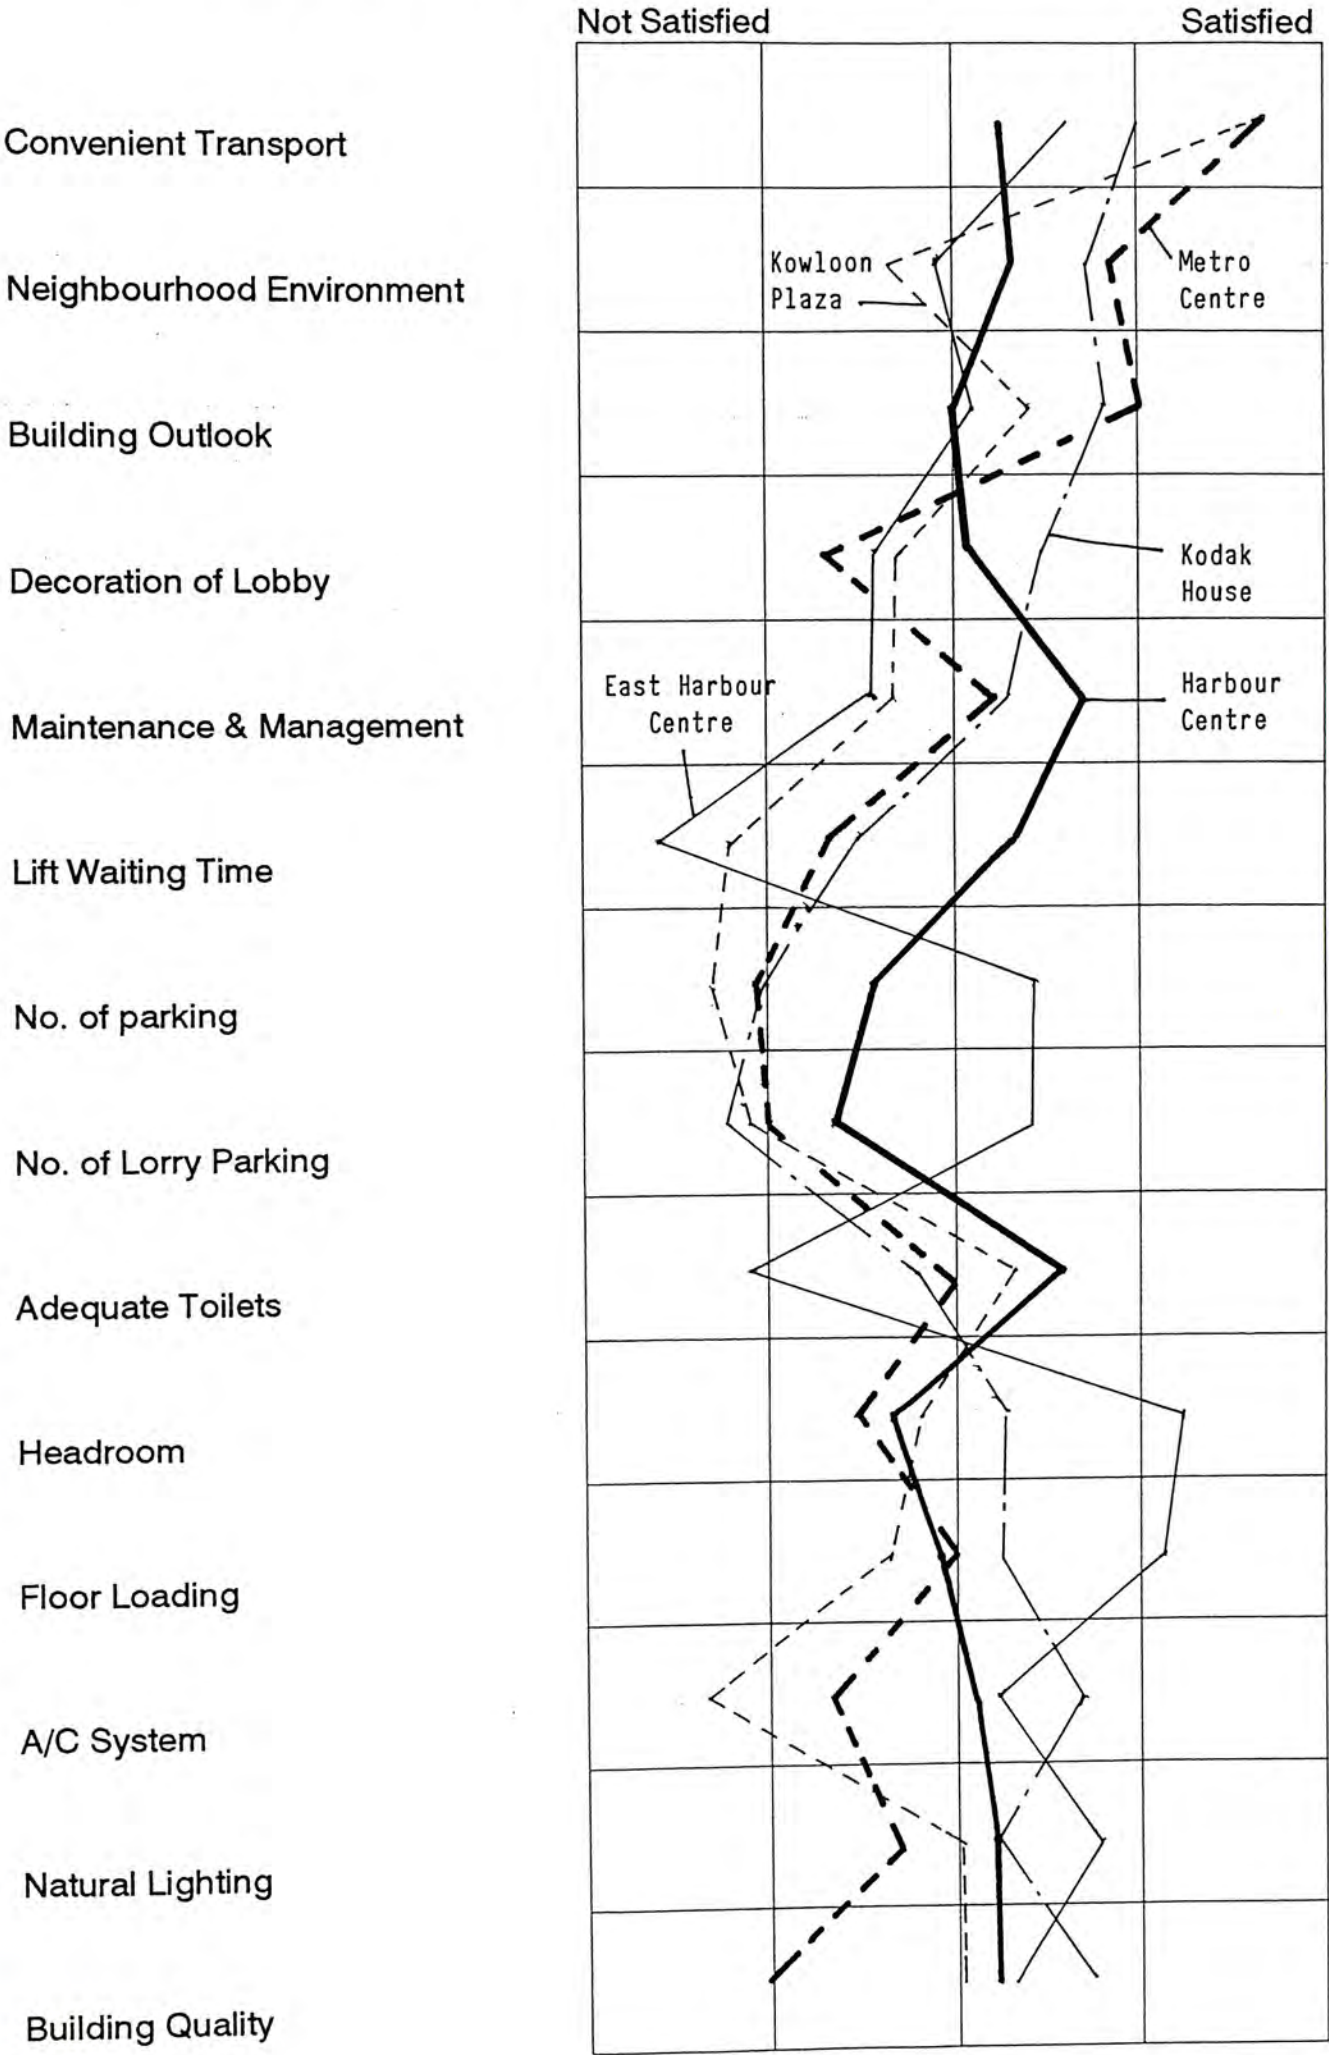 Not Satisfied Satisfied
Convenient Transport
Kowloon
Plaza
Metro
Centre
Neighbourhood Environment
Building Outlook
Kodak
House
Decoration of Lobby
East Harbour
Centre
Harbour
Centre
Maintenance & Management
Lift Waiting Time
No. of parking
No. of Lorry Parking
Adequate Toilets
Headroom
Floor Loading
A/C System
Natural Lighting
Building Quality